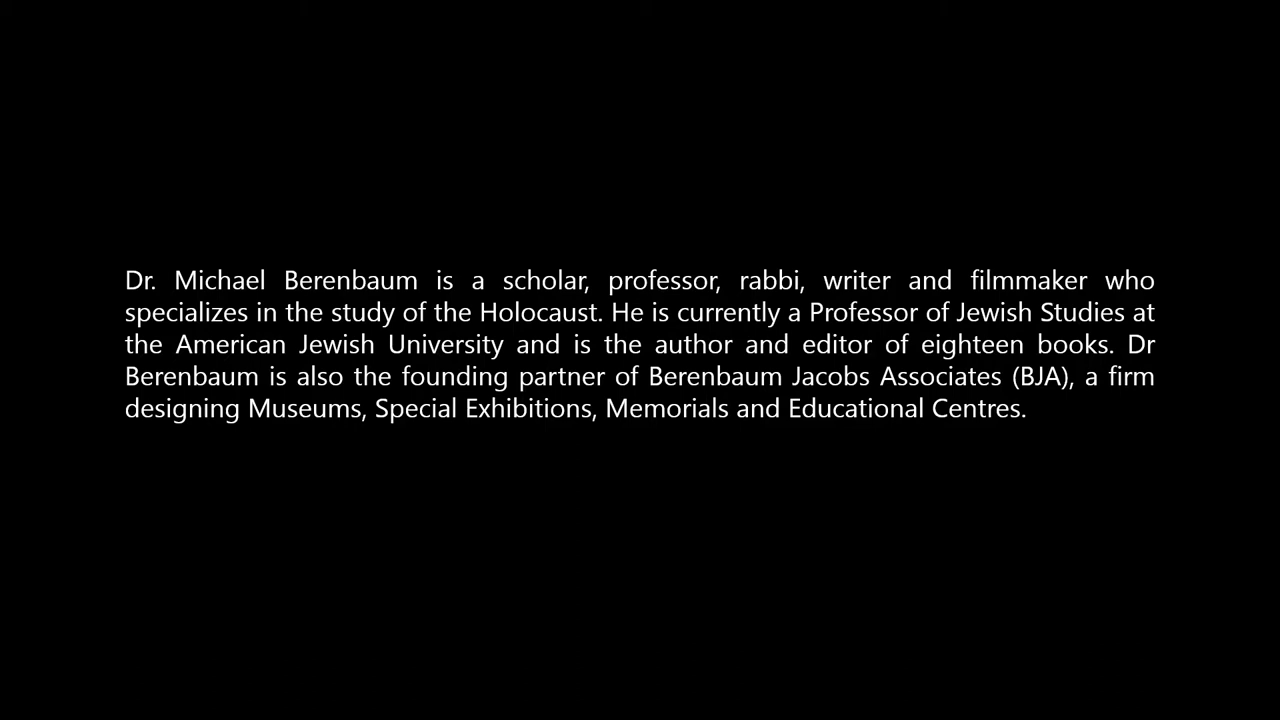 Dr. Michael Berenbaum is a scholar, professor, rabbi, writer and filmmaker who
specializes in the study of the Holocaust. He is currently a Professor of Jewish Studies at
the American Jewish University and is the author and editor of eighteen books. Dr
Berenbaum is also the founding partner of Berenbaum Jacobs Associates (BJA), a firm
designing Museums, Special Exhibitions, Memorials and Educational Centres.